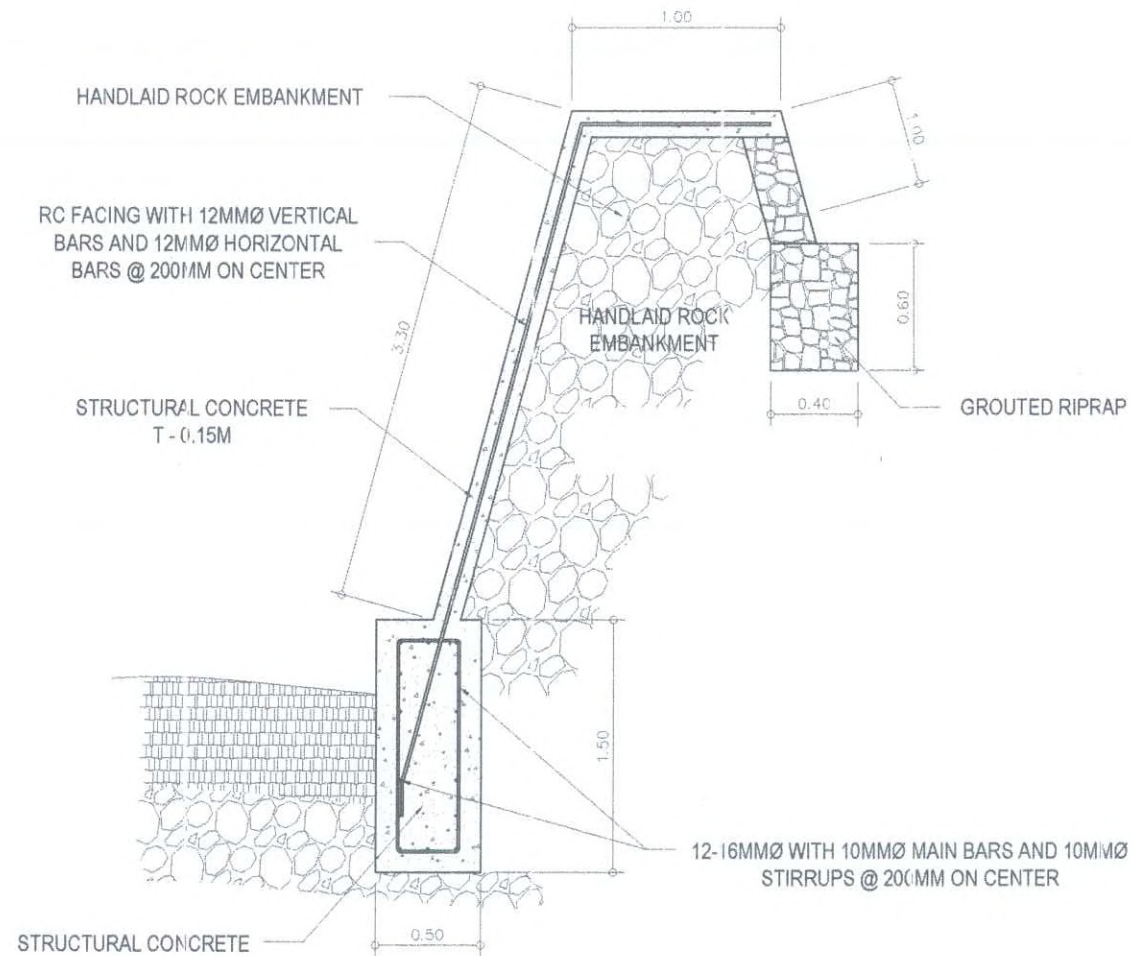 1.00
HANDLAID ROCK EMBANKMENT
1.00
RC FACING WITH 12MMØ VERTICAL
BARS AND 12MMØ HORIZONTAL
BARS @ 200MM ON CENTER
HANDLAID ROCK
EMBANKMENT
0.60
3.30
STRUCTURAL CONCRETE
T - 0.15M
0.40
GROUTED RIPRAP
1.50
12-16MMØ WITH 10MMØ MAIN BARS AND 10MMØ
STIRRUPS @ 200MM ON CENTER
0.50
STRUCTURAL CONCRETE